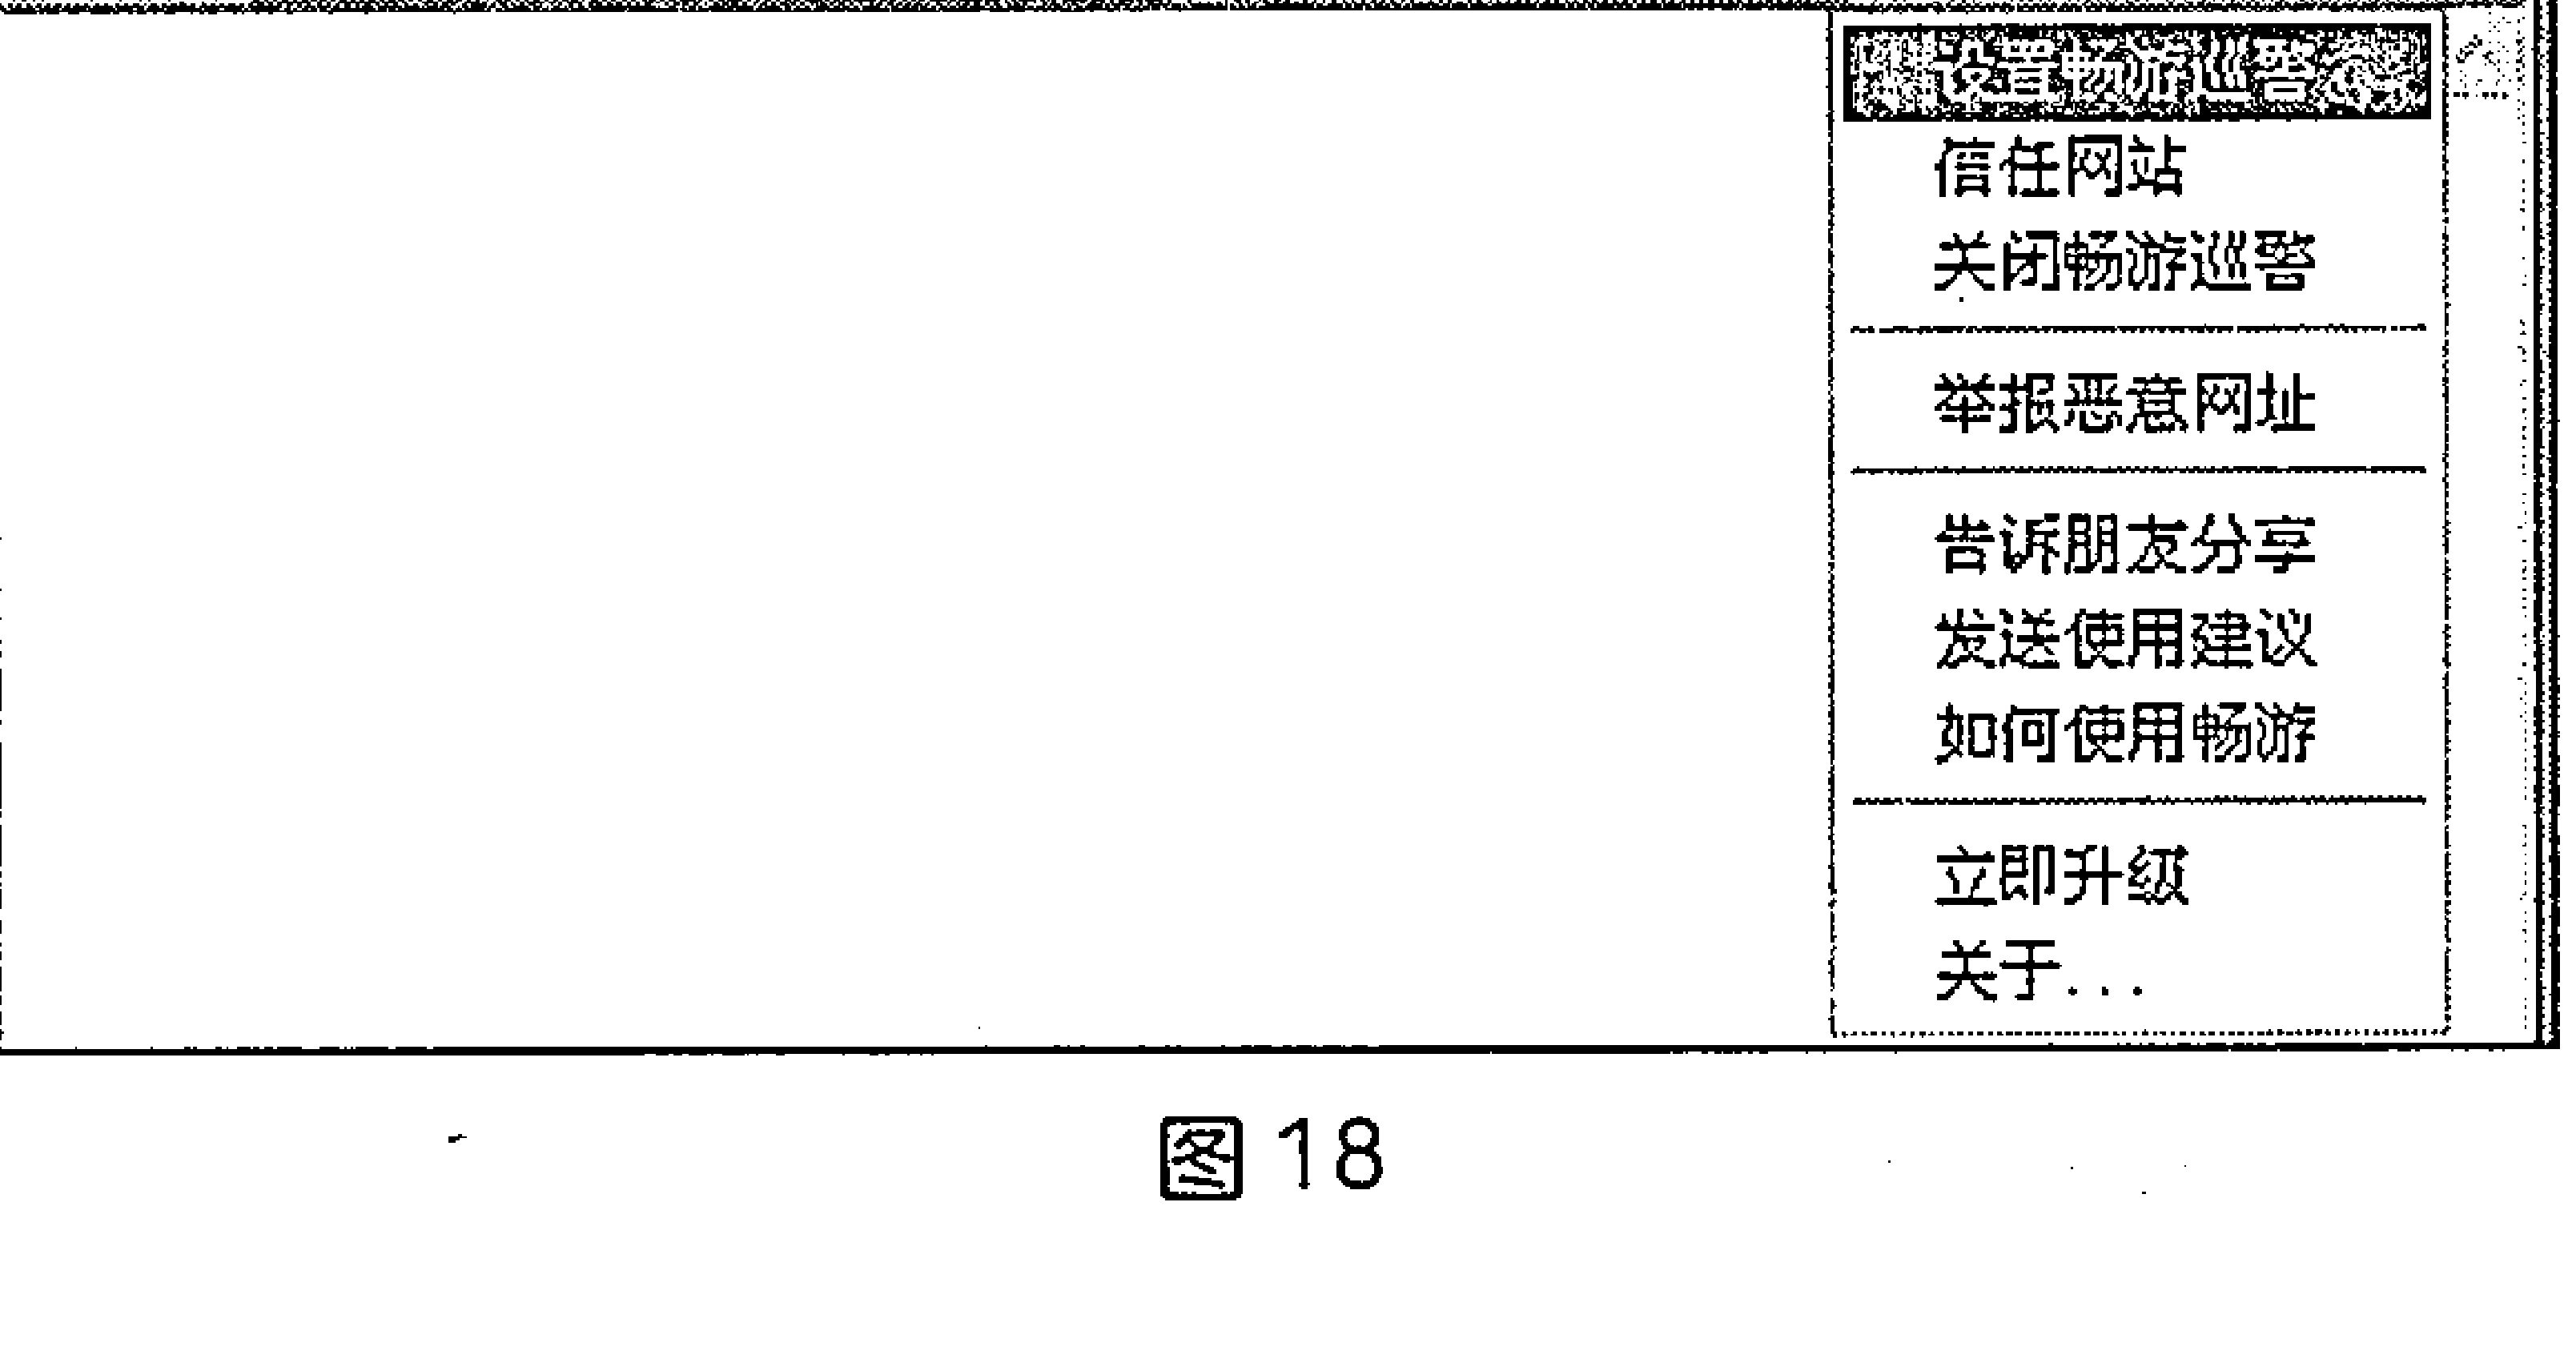 设置畅游巡警
信任网站
关闭畅游巡警
举报恶意网址
告诉朋友分享
发送使用建议
如何使用畅游
立即升级
关于...
图 18